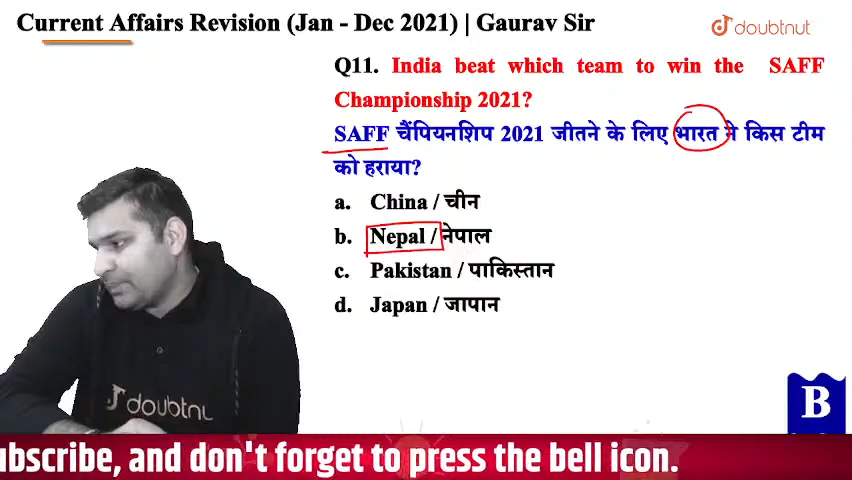 Current Affairs Revision (Jan - Dec 2021) | Gaurav Sir
doubtnut
Q11. India beat which team to win the SAFF
Championship 2021?
SAFF चैंपियनशिप 2021 जीतने के लिए भारत ने किस टीम
को हराया?
a. China / चीन
b. Nepal / नेपाल
c. Pakistan / पाकिस्तान
d. Japan / जापान
doubtnut
B
ubscribe, and don't forget to press the bell icon.